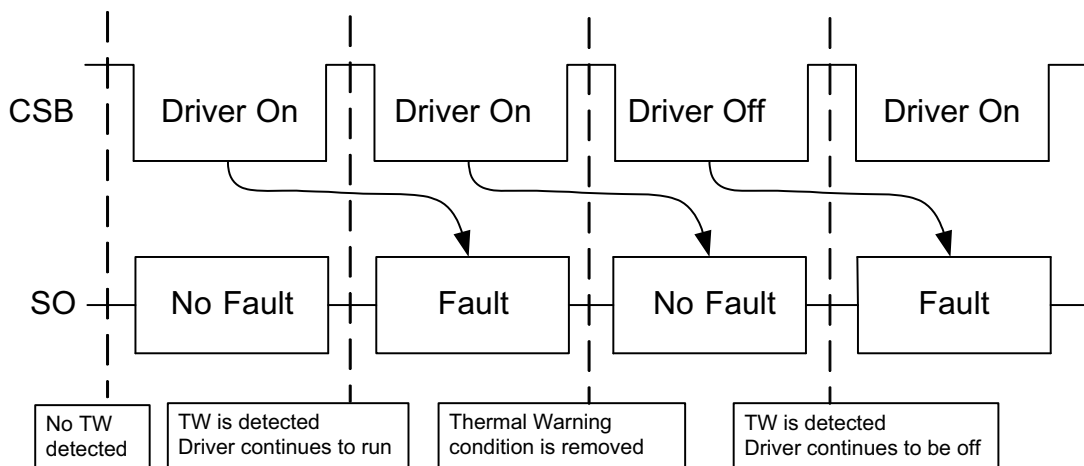 CSB
Driver On
Driver On
Driver Off
Driver On
SO
No Fault
Fault
No Fault
Fault
No TW
detected
TW is detected
Driver continues to run
Thermal Warning
condition is removed
TW is detected
Driver continues to be off